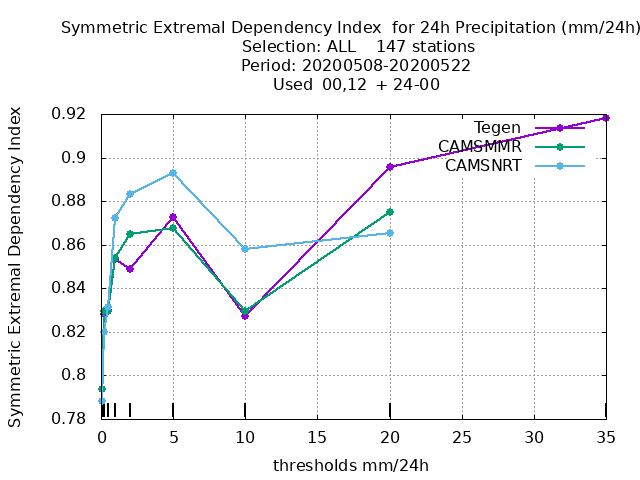 Symmetric Extremal Dependency Index  for 24h Precipitation (mm/24h)
Selection: ALL    147 stations
Period: 20200508-20200522
Used  00,12  + 24-00
Symmetric Extremal Dependency Index
0.92
0.9
0.88
0.86
0.84
0.82
0.8
0.78
Tegen
CAMSMMR
CAMSNRT
0 5 10 15 20 25 30 35
thresholds mm/24h